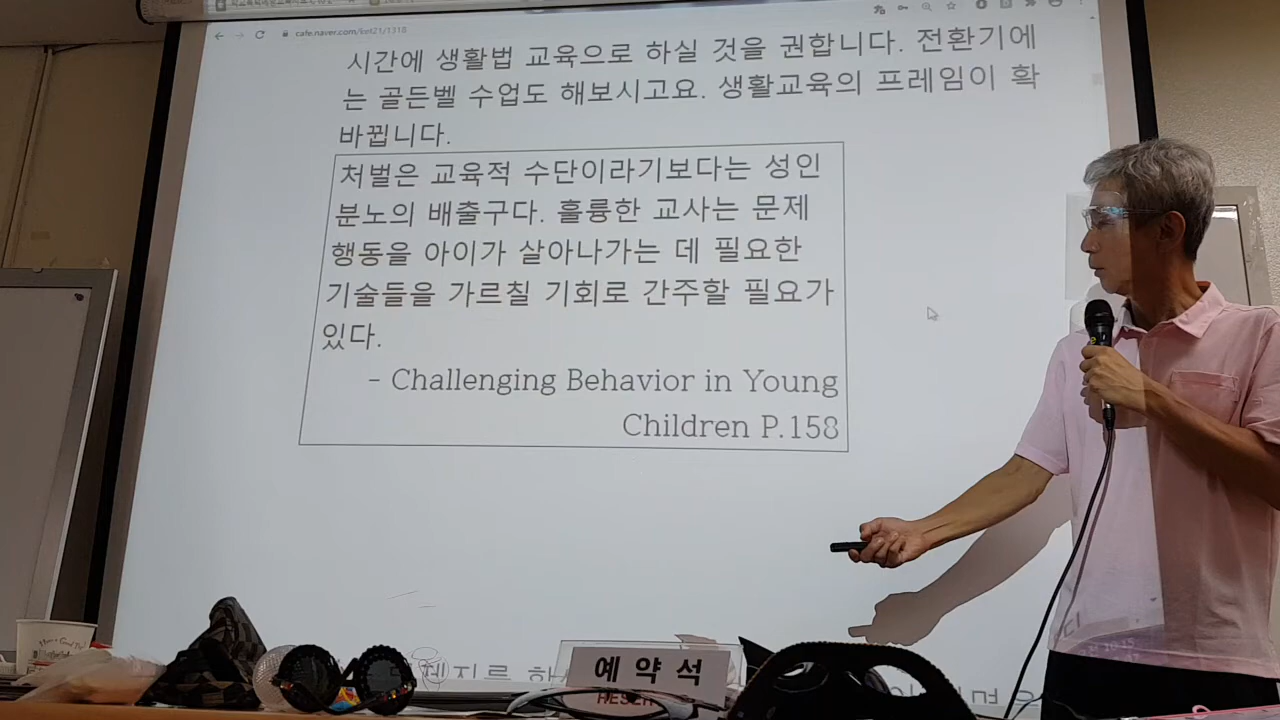 cafe.naver.com/ket21/1318
시간에 생활법 교육으로 하실 것을 권합니다. 전환기에
는 골든벨 수업도 해보시고요. 생활교육의 프레임이 확
바뀝니다.
처벌은 교육적 수단이라기보다는 성인
분노의 배출구다. 훌륭한 교사는 문제
행동을 아이가 살아나가는 데 필요한
기술들을 가르칠 기회로 간주할 필요가
있다.
- Challenging Behavior in Young
Children P.158
예약석